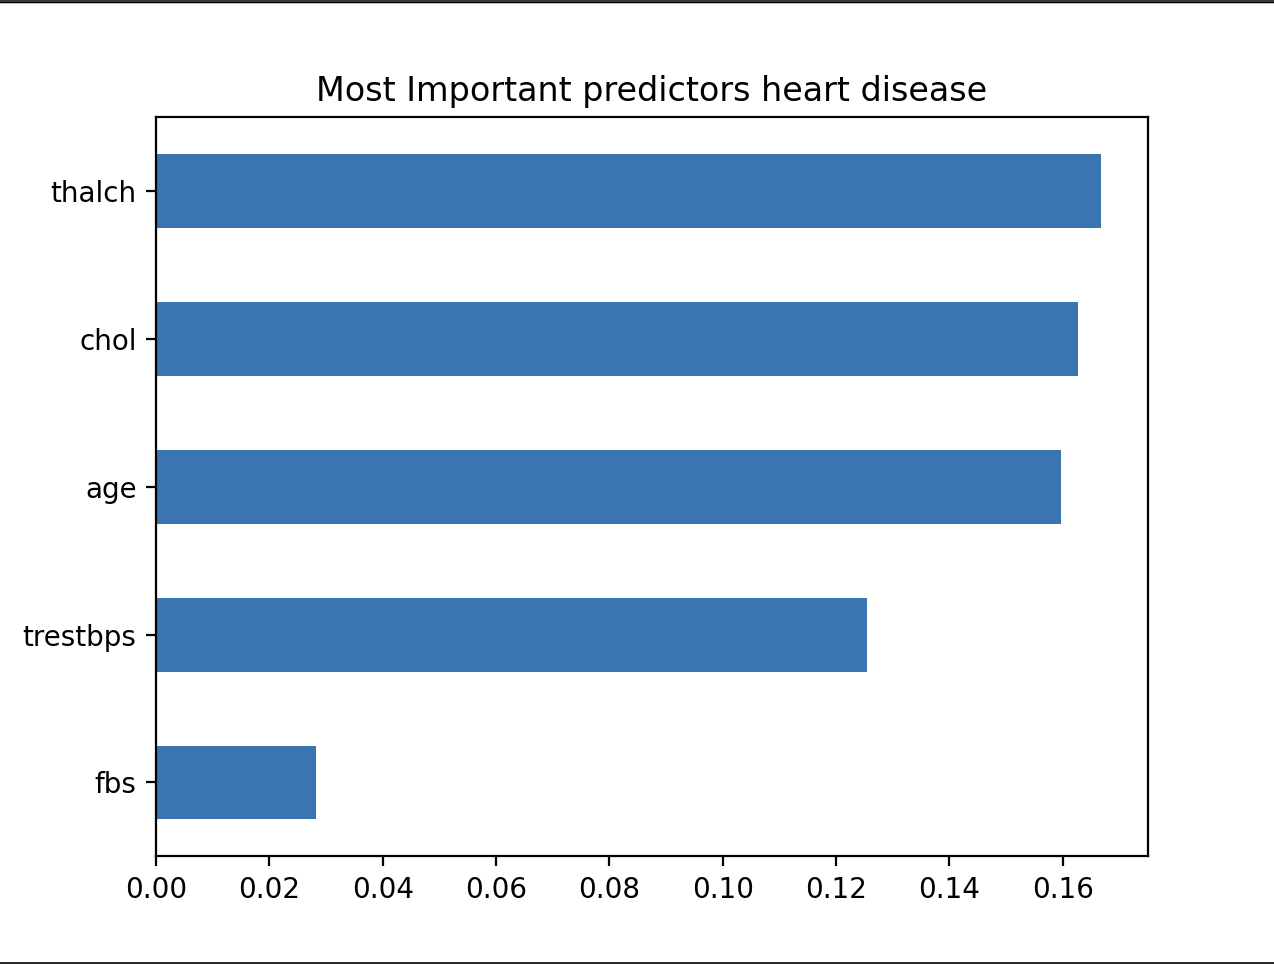 Most Important predictors heart disease
thalch
chol
age
trestbps
fbs
0.00 0.02 0.04 0.06 0.08 0.10 0.12 0.14 0.16